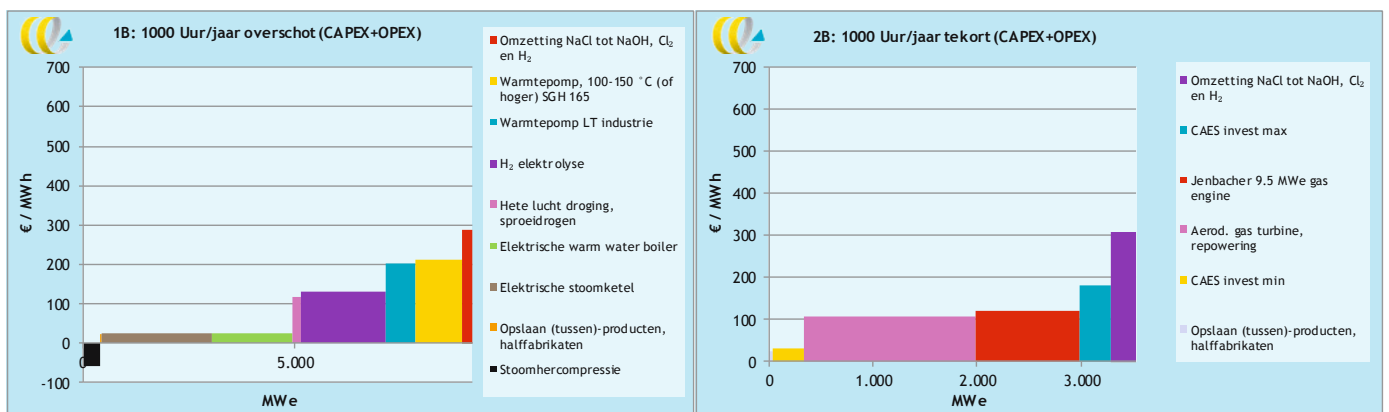 1B: 1000 Uur/jaar overschot (CAPEX+OPEX)
700
600
500
400
300
200
100
0
-100
€ / MWh
0
5.000
MWe
Omzetting NaCl tot NaOH, Cl₂
en H₂
Warmtepomp, 100-150 °C (of
hoger) SGH 165
Warmtepomp LT industrie
H₂ elektrolyse
Hete lucht droging,
sproeidrogen
Elektrische warm water boiler
Elektrische stoomketel
Opslaan (tussen)-producten,
halffabrikaten
Stoomhercompressie
2B: 1000 Uur/jaar tekort (CAPEX+OPEX)
700
600
500
400
300
200
100
0
€ / MWh
0
1.000
2.000
3.000
MWe
Omzetting NaCl tot NaOH, Cl₂
en H₂
CAES invest max
Jenbacher 9.5 MWe gas
engine
Aerod. gas turbine,
repowering
CAES invest min
Opslaan (tussen)-producten,
halffabrikaten